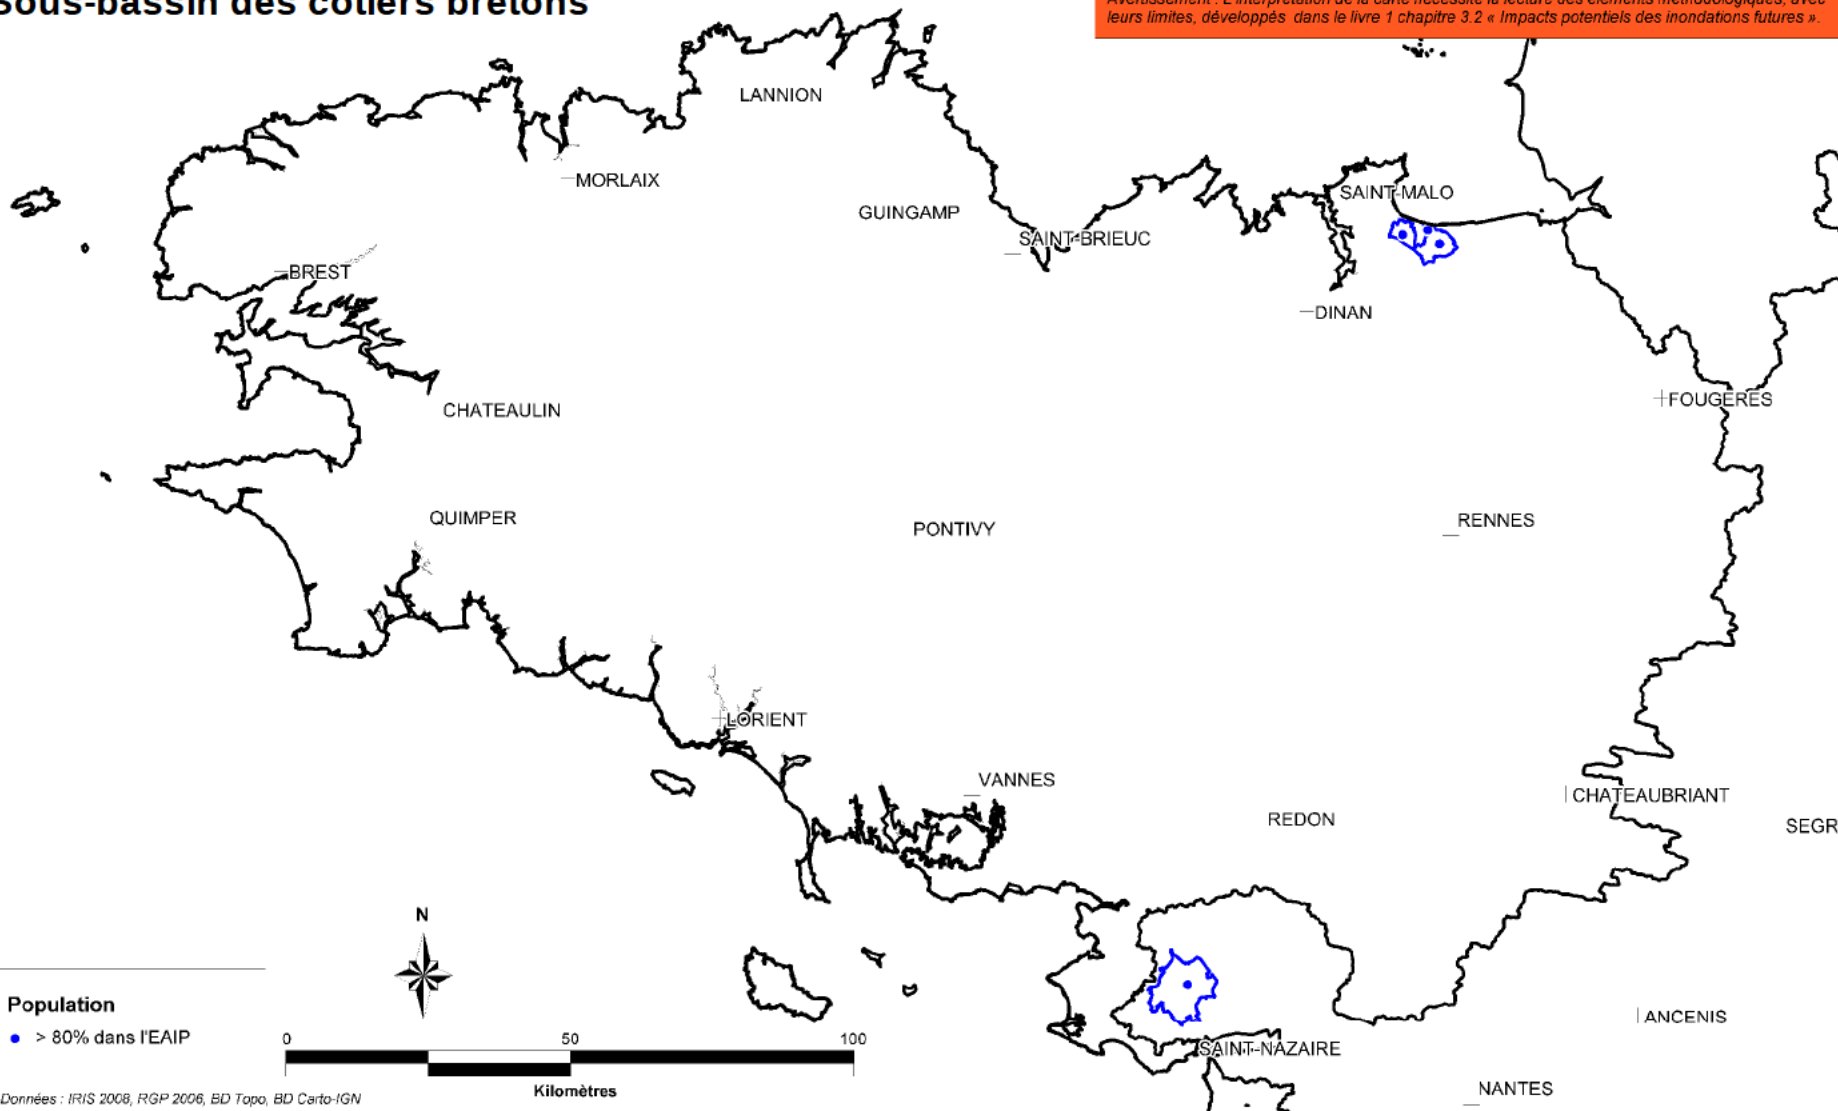 Sous-bassin des côtiers bretons
leurs limites, développés dans le livre 1 chapitre 3.2 « Impacts potentiels des inondations futures ».
LANNION
MORLAIX
SAINT-MALO
GUINGAMP
SAINT-BRIEUC
BREST
DINAN
FOUGERES
CHATEAULIN
QUIMPER
PONTIVY
RENNES
LORIENT
VANNES
CHATEAUBRIANT
REDON
SEGR
N
Population
> 80% dans l'EAIP
ANCENIS
0 50 100
Kilomètres
SAINT-NAZAIRE
NANTES
Données : IRIS 2008, RGP 2006, BD Topo, BD Carto-IGN